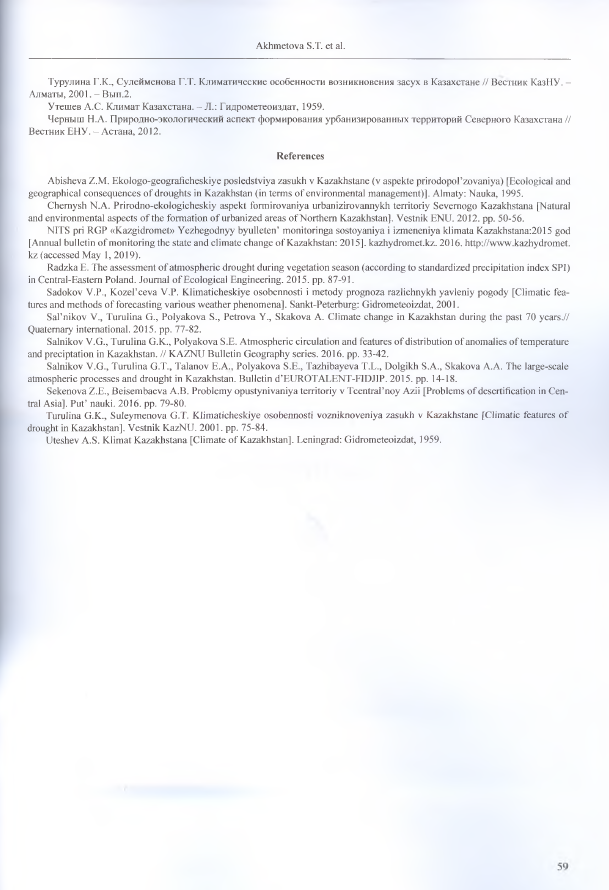 Akhmetova S.T. et al.
Турулина Г.К., Сулейменова Г.Т. Климатические особенности возникновения засух в Казахстане // Вестник КазНУ. –
Алматы, 2001. – Вып.2.
Утешев А.С. Климат Казахстана. – Л.: Гидрометеоиздат, 1959.
Черныш Н.А. Природно-экологический аспект формирования урбанизированных территорий Северного Казахстана //
Вестник ЕНУ. – Астана, 2012.
References
Abisheva Z.M. Ekologo-geograficheskiye posledstviya zasukh v Kazakhstane (v aspekte prirodopol'zovaniya) [Ecological and
geographical consequences of droughts in Kazakhstan (in terms of environmental management)]. Almaty: Nauka, 1995.
Chernysh N.A. Prirodno-ekologicheskiy aspekt formirovaniya urbanizirovannykh territoriy Severnogo Kazakhstana [Natural
and environmental aspects of the formation of urbanized areas of Northern Kazakhstan]. Vestnik ENU. 2012. pp. 50-56.
NITS pri RGP «Kazgidromet» Yezhegodnyy byulleten' monitoringa sostoyaniya i izmeneniya klimata Kazakhstana:2015 god
[Annual bulletin of monitoring the state and climate change of Kazakhstan: 2015]. kazhydromet.kz. 2016. http://www.kazhydromet.
kz (accessed May 1, 2019).
Radzka E. The assessment of atmospheric drought during vegetation season (according to standardized precipitation index SPI)
in Central-Eastern Poland. Journal of Ecological Engineering. 2015. pp. 87-91.
Sadokov V.P., Kozel'ceva V.P. Klimaticheskiye osobennosti i metody prognoza razlichnykh yavleniy pogody [Climatic fea-
tures and methods of forecasting various weather phenomena]. Sankt-Peterburg: Gidrometeoizdat, 2001.
Sal'nikov V., Turulina G., Polyakova S., Petrova Y., Skakova A. Climate change in Kazakhstan during the past 70 years.//
Quaternary international. 2015. pp. 77-82.
Salnikov V.G., Turulina G.K., Polyakova S.E. Atmospheric circulation and features of distribution of anomalies of temperature
and preciptation in Kazakhstan. // KAZNU Bulletin Geography series. 2016. pp. 33-42.
Salnikov V.G., Turulina G.T., Talanov E.A., Polyakova S.E., Tazhibayeva T.L., Dolgikh S.A., Skakova A.A. The large-scale
atmospheric processes and drought in Kazakhstan. Bulletin d'EUROTALENT-FIDJIP. 2015. pp. 14-18.
Sekenova Z.E., Beisembaeva A.B. Problemy opustynivaniya territoriy v Tcentral'noy Azii [Problems of desertification in Cen-
tral Asia]. Put' nauki. 2016. pp. 79-80.
Turulina G.K., Suleymenova G.T. Klimaticheskiye osobennosti vozniknoveniya zasukh v Kazakhstane [Climatic features of
drought in Kazakhstan]. Vestnik KazNU. 2001. pp. 75-84.
Uteshev A.S. Klimat Kazakhstana [Climate of Kazakhstan]. Leningrad: Gidrometeoizdat, 1959.
59